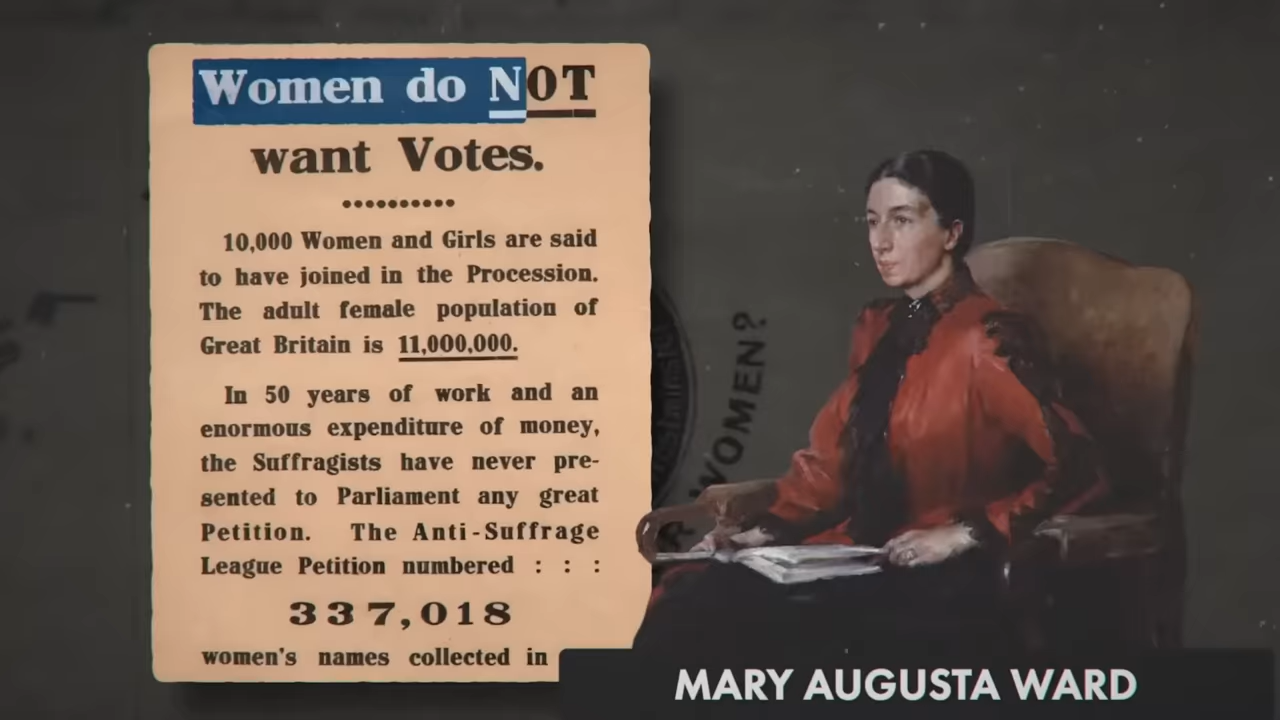 Women do NOT
want Votes.
10,000 Women and Girls are said
to have joined in the Procession.
The adult female population of
Great Britain is 11,000,000.
In 50 years of work and an
enormous expenditure of money,
the Suffragists have never pre-
sented to Parliament any great
Petition. The Anti-Suffrage
League Petition numbered : : :
337,018
women's names collected in
WOMEN?
MARY AUGUSTA WARD